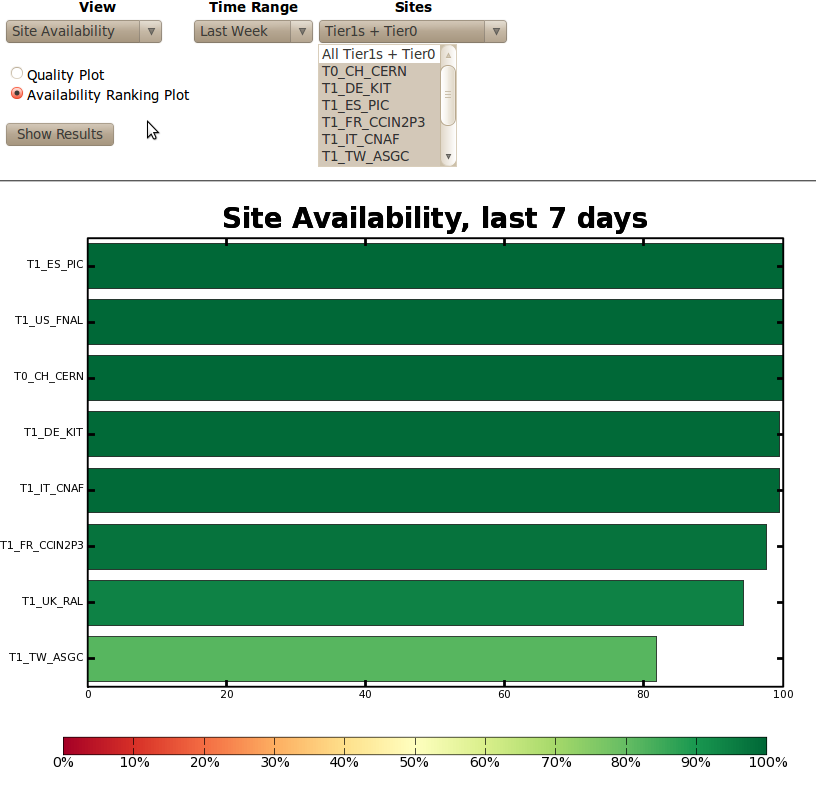 View Time Range Sites
Site Availability Last Week Tier1s + Tier0
All Tier1s + Tier0
T0_CH_CERN
T1_DE_KIT
T1_ES_PIC
T1_FR_CCIN2P3
T1_IT_CNAF
T1_TW_ASGC
Quality Plot
Availability Ranking Plot
Show Results
Site Availability, last 7 days
T1_ES_PIC
T1_US_FNAL
T0_CH_CERN
T1_DE_KIT
T1_IT_CNAF
T1_FR_CCIN2P3
T1_UK_RAL
T1_TW_ASGC
0 20 40 60 80 100
0% 10% 20% 30% 40% 50% 60% 70% 80% 90% 100%